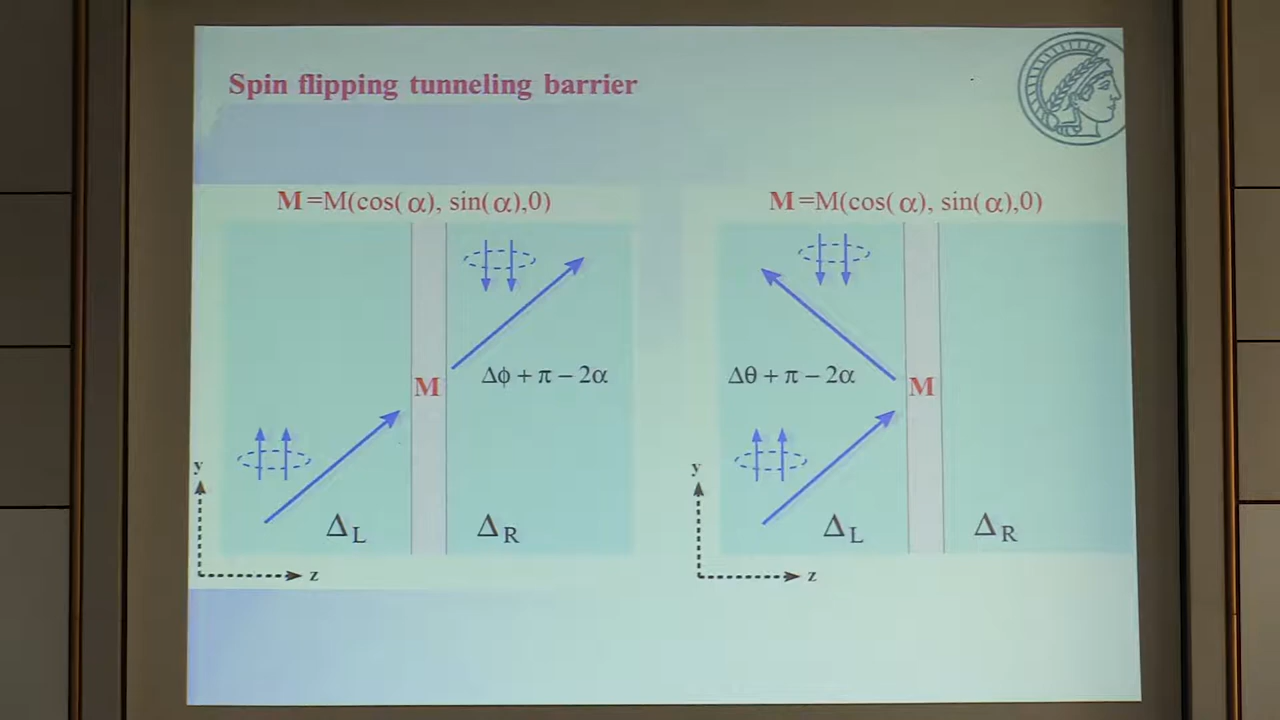 Spin flipping tunneling barrier
M=M(cos(α), sin(α),0)
M
Δϕ + π − 2α
y
Δ_L
Δ_R
z
M=M(cos(α), sin(α),0)
Δθ + π − 2α
M
y
Δ_L
Δ_R
z